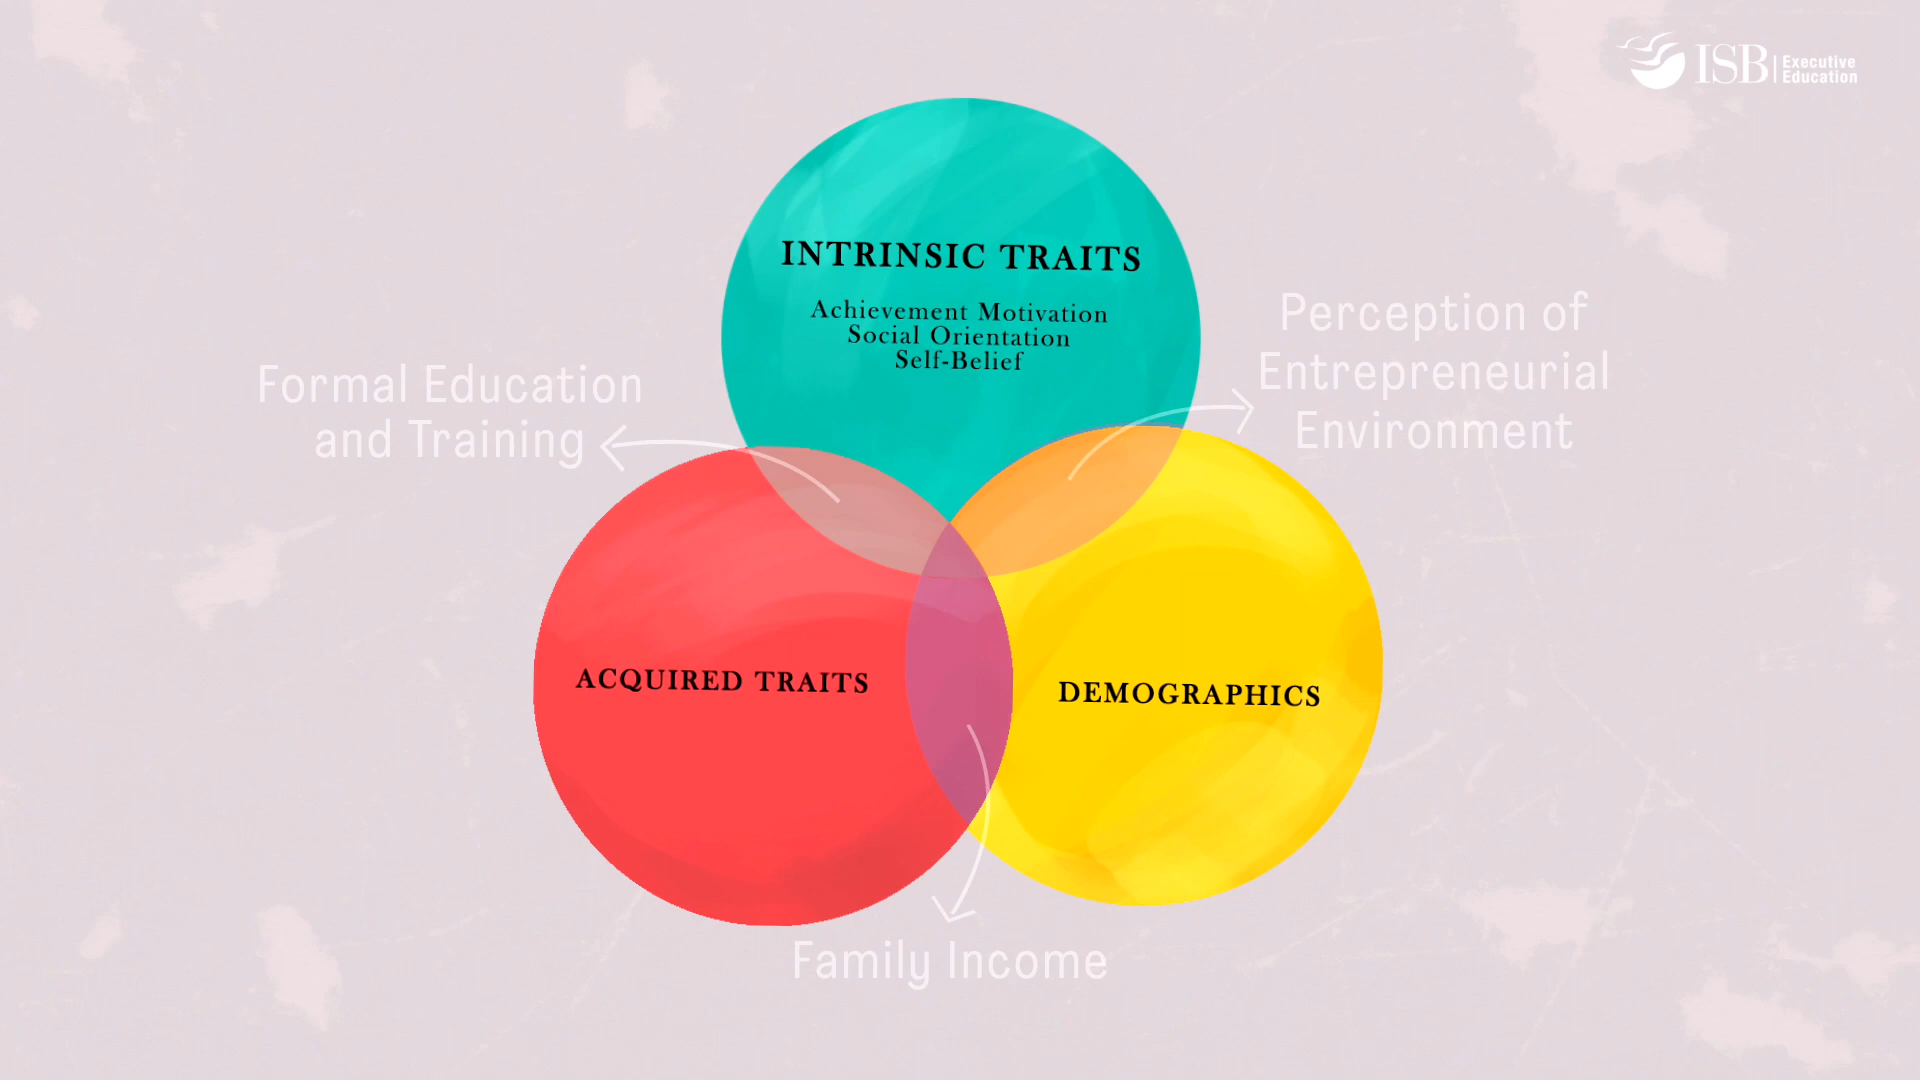 ISB | Executive
Education
INTRINSIC TRAITS
Achievement Motivation
Social Orientation
Self-Belief
Perception of
Entrepreneurial
Environment
Formal Education
and Training
ACQUIRED TRAITS
DEMOGRAPHICS
Family Income